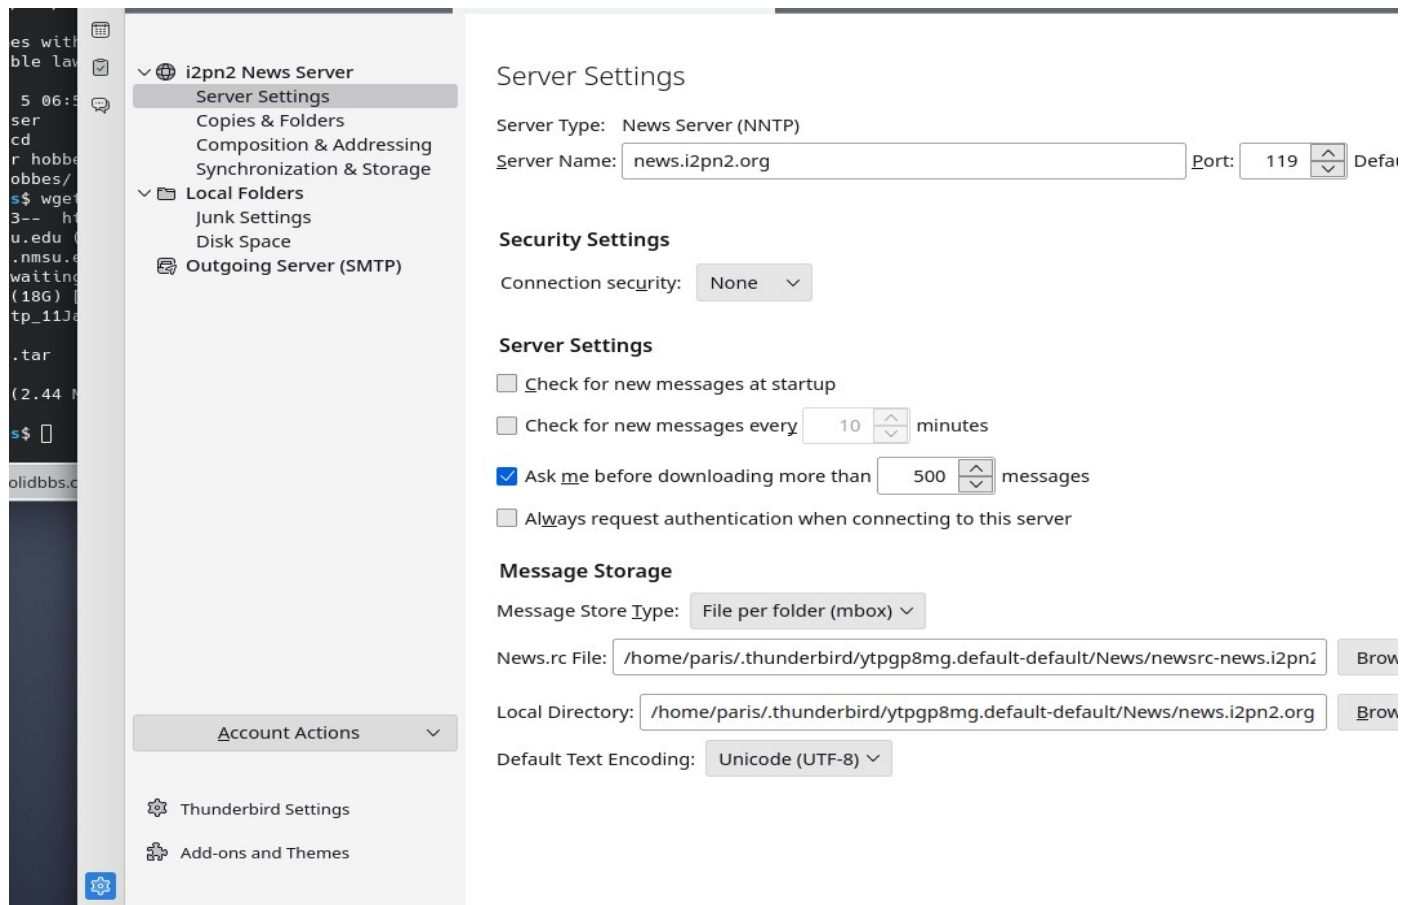 es with
ble law
5 06:5
ser
cd
r hobbe
obbes/
s$ wget
3-- ht
u.edu (
.nmsu.e
waiting
(18G) [
tp_11Ja
.tar
(2.44 M
s$
olidbbs.c
i2pn2 News Server
Server Settings
Copies & Folders
Composition & Addressing
Synchronization & Storage
Local Folders
Junk Settings
Disk Space
Outgoing Server (SMTP)
Account Actions
Thunderbird Settings
Add-ons and Themes
Server Settings
Server Type: News Server (NNTP)
Server Name: news.i2pn2.org Port: 119 Defau
Security Settings
Connection security: None
Server Settings
Check for new messages at startup
Check for new messages every 10 minutes
Ask me before downloading more than 500 messages
Always request authentication when connecting to this server
Message Storage
Message Store Type: File per folder (mbox)
News.rc File: /home/paris/.thunderbird/ytpgp8mg.default-default/News/newsrc-news.i2pn2 Brow
Local Directory: /home/paris/.thunderbird/ytpgp8mg.default-default/News/news.i2pn2.org Brow
Default Text Encoding: Unicode (UTF-8)